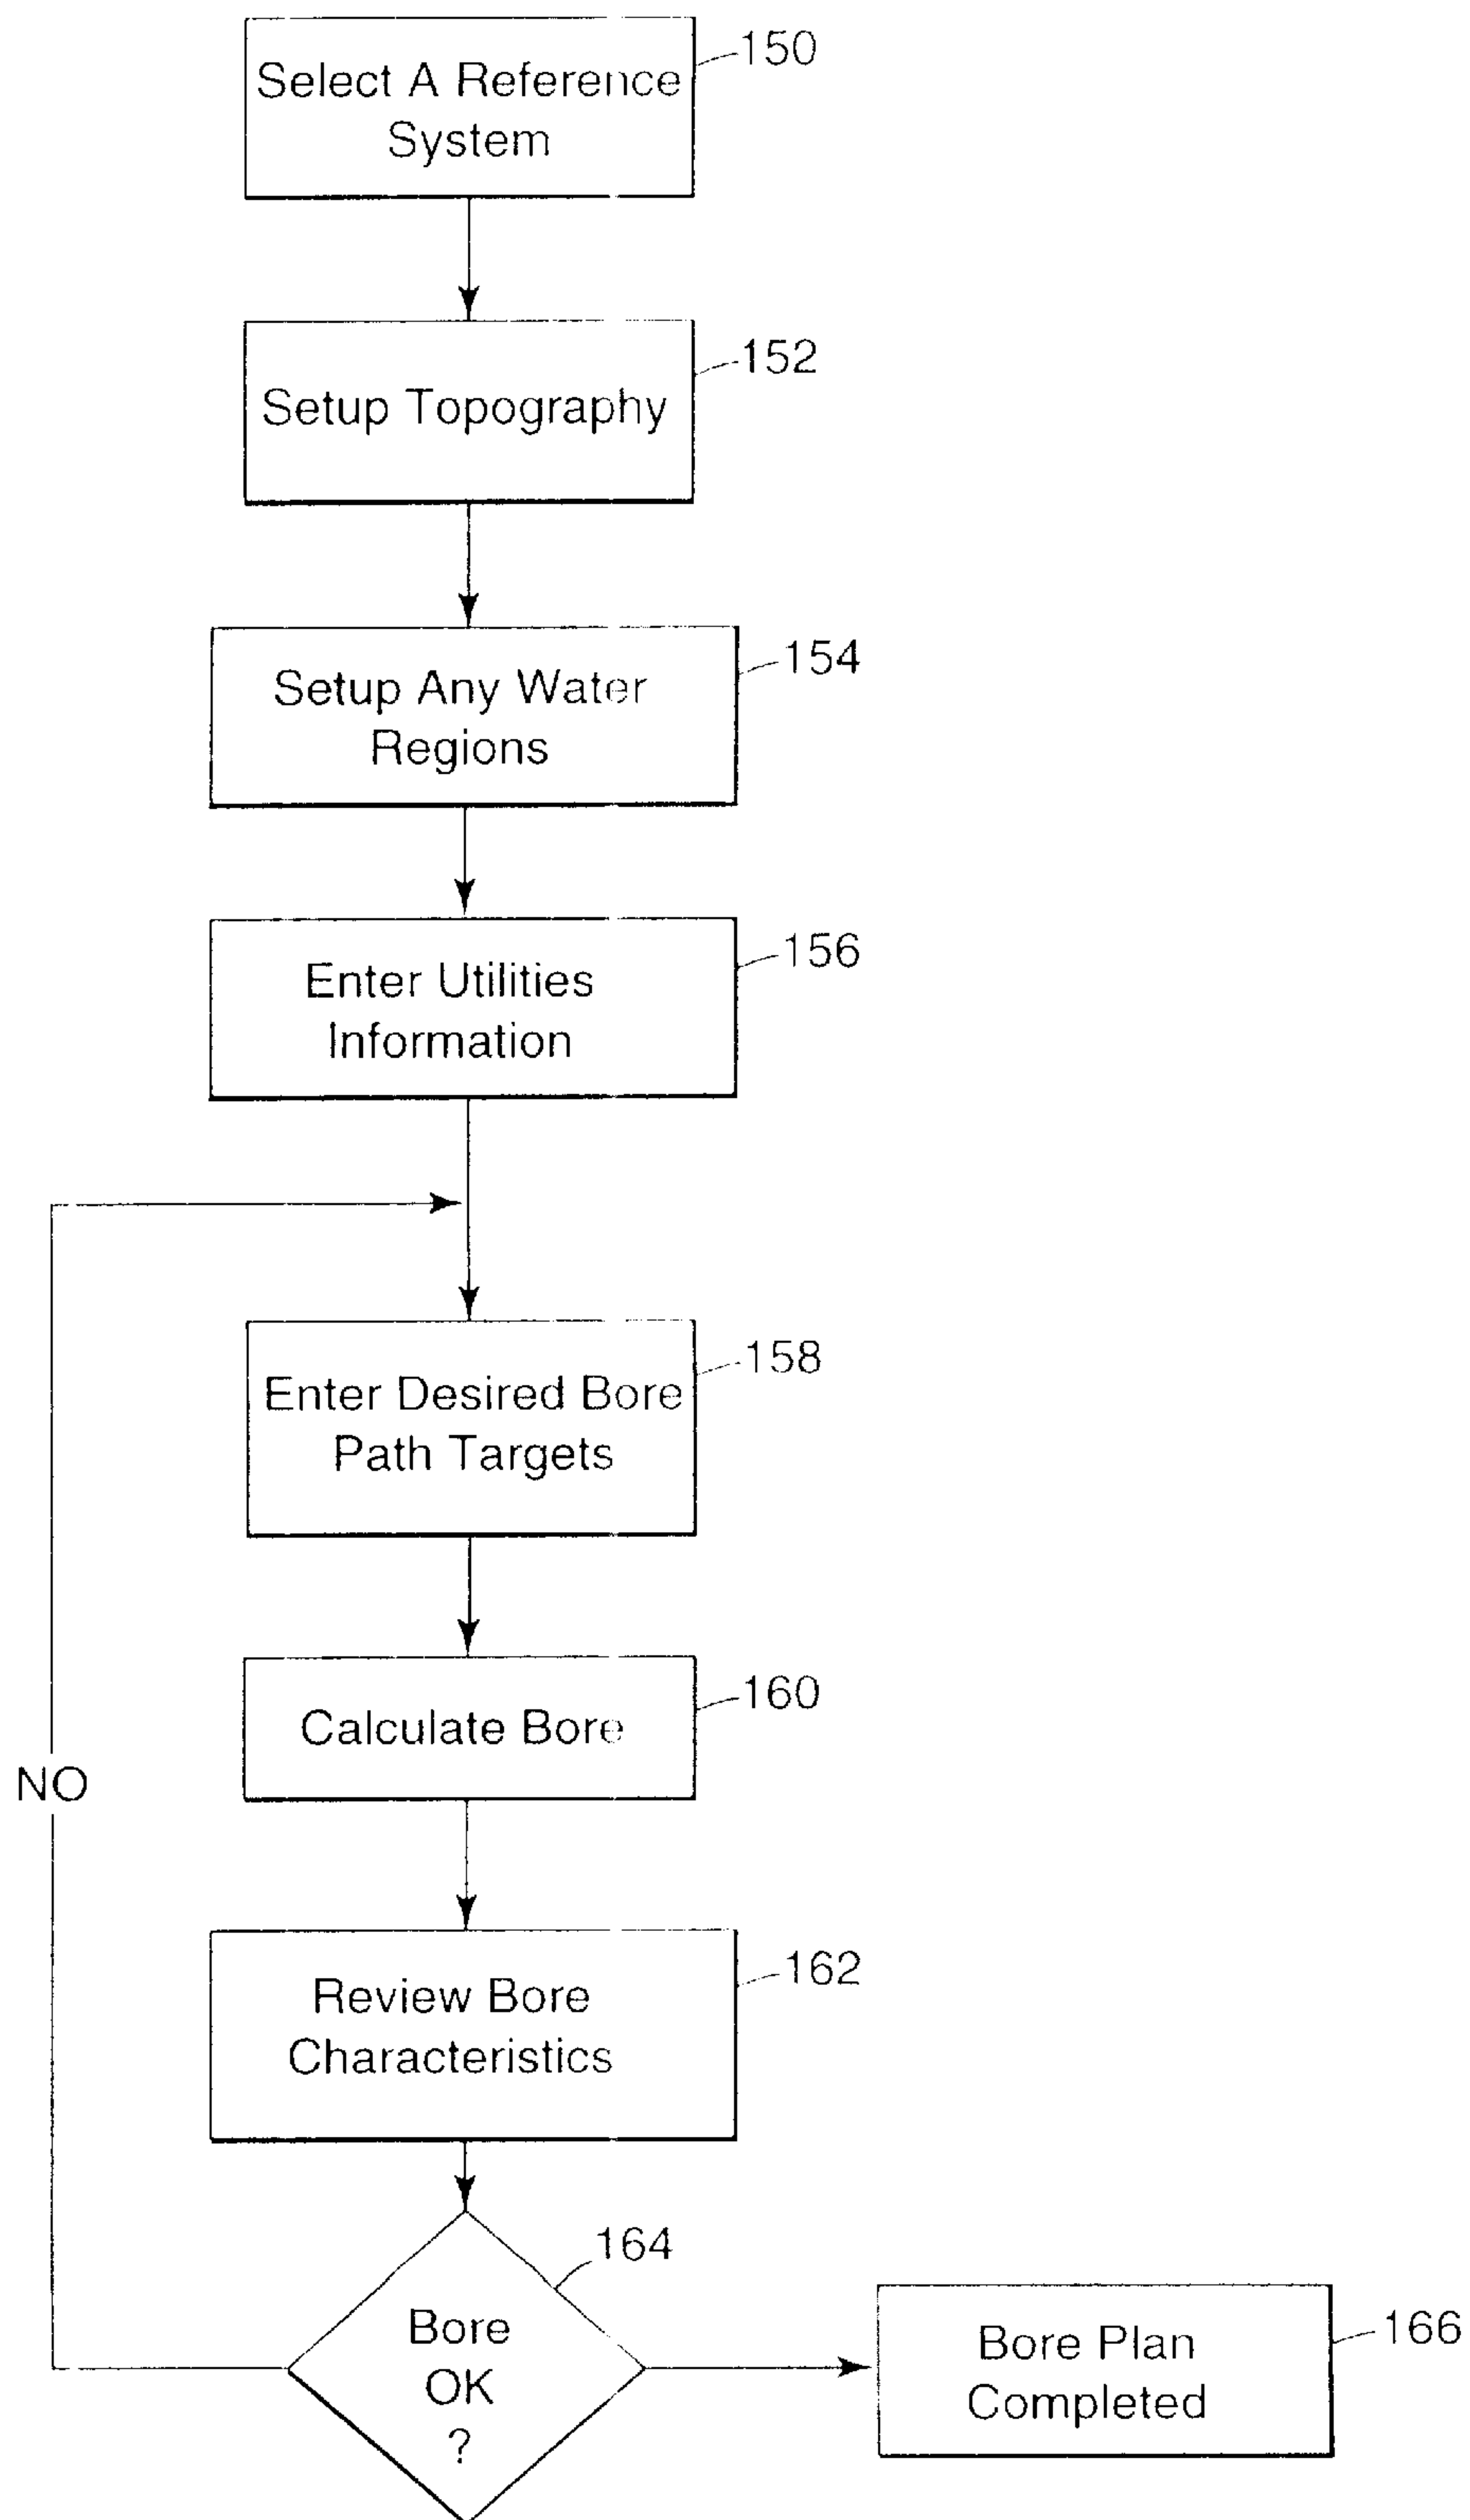 Select A Reference
System
150
Setup Topography
152
Setup Any Water
Regions
154
Enter Utilities
Information
156
Enter Desired Bore
Path Targets
158
Calculate Bore
160
NO
Review Bore
Characteristics
162
Bore
OK
?
164
Bore Plan
Completed
166